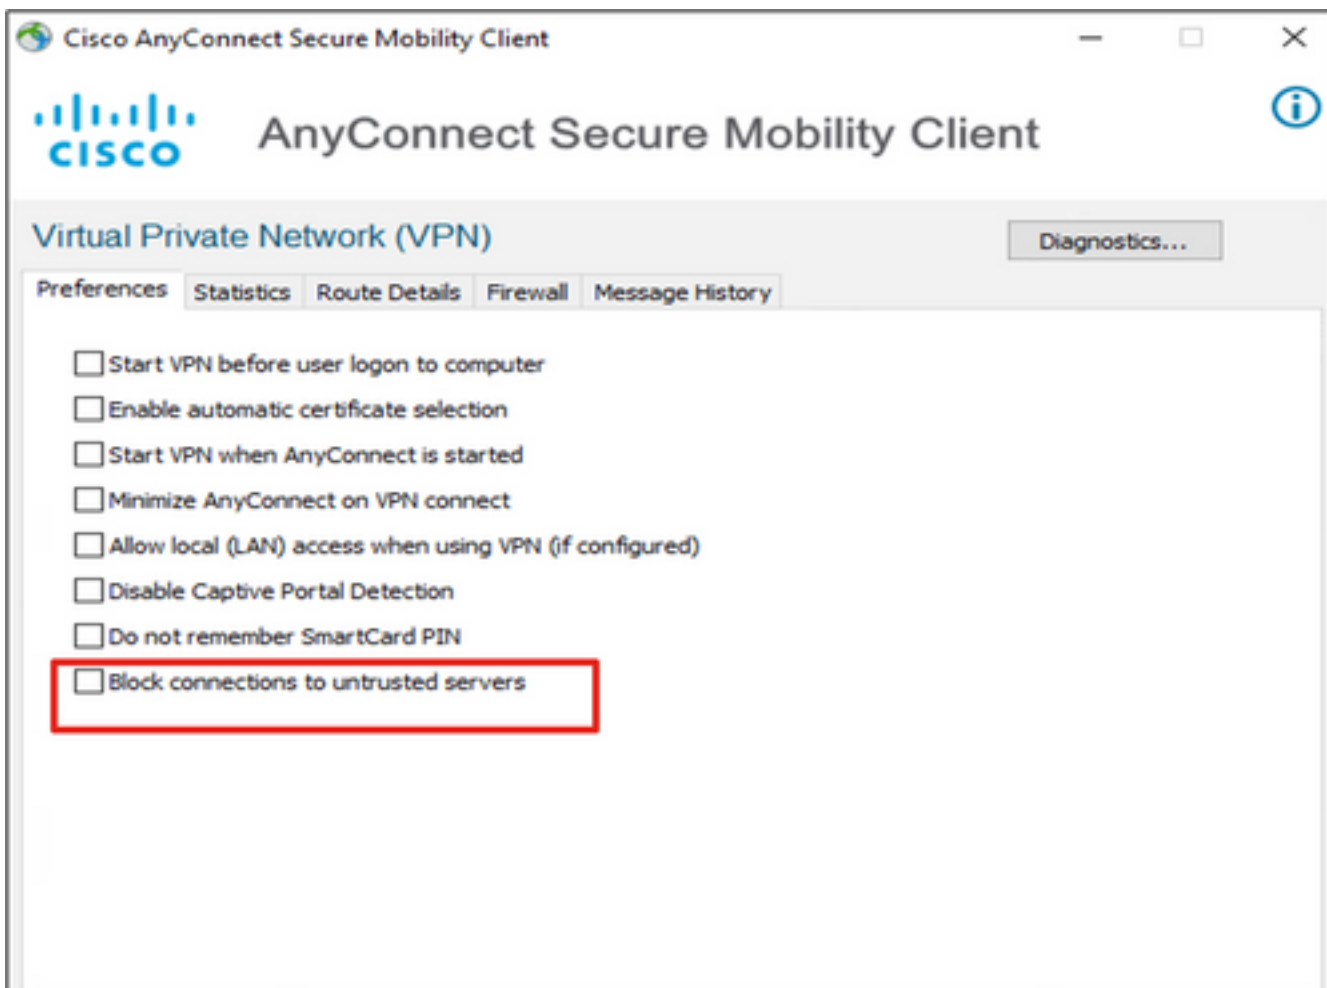 Cisco AnyConnect Secure Mobility Client
CISCO
AnyConnect Secure Mobility Client
Virtual Private Network (VPN)
Diagnostics...
Preferences Statistics Route Details Firewall Message History
Start VPN before user logon to computer
Enable automatic certificate selection
Start VPN when AnyConnect is started
Minimize AnyConnect on VPN connect
Allow local (LAN) access when using VPN (if configured)
Disable Captive Portal Detection
Do not remember SmartCard PIN
Block connections to untrusted servers